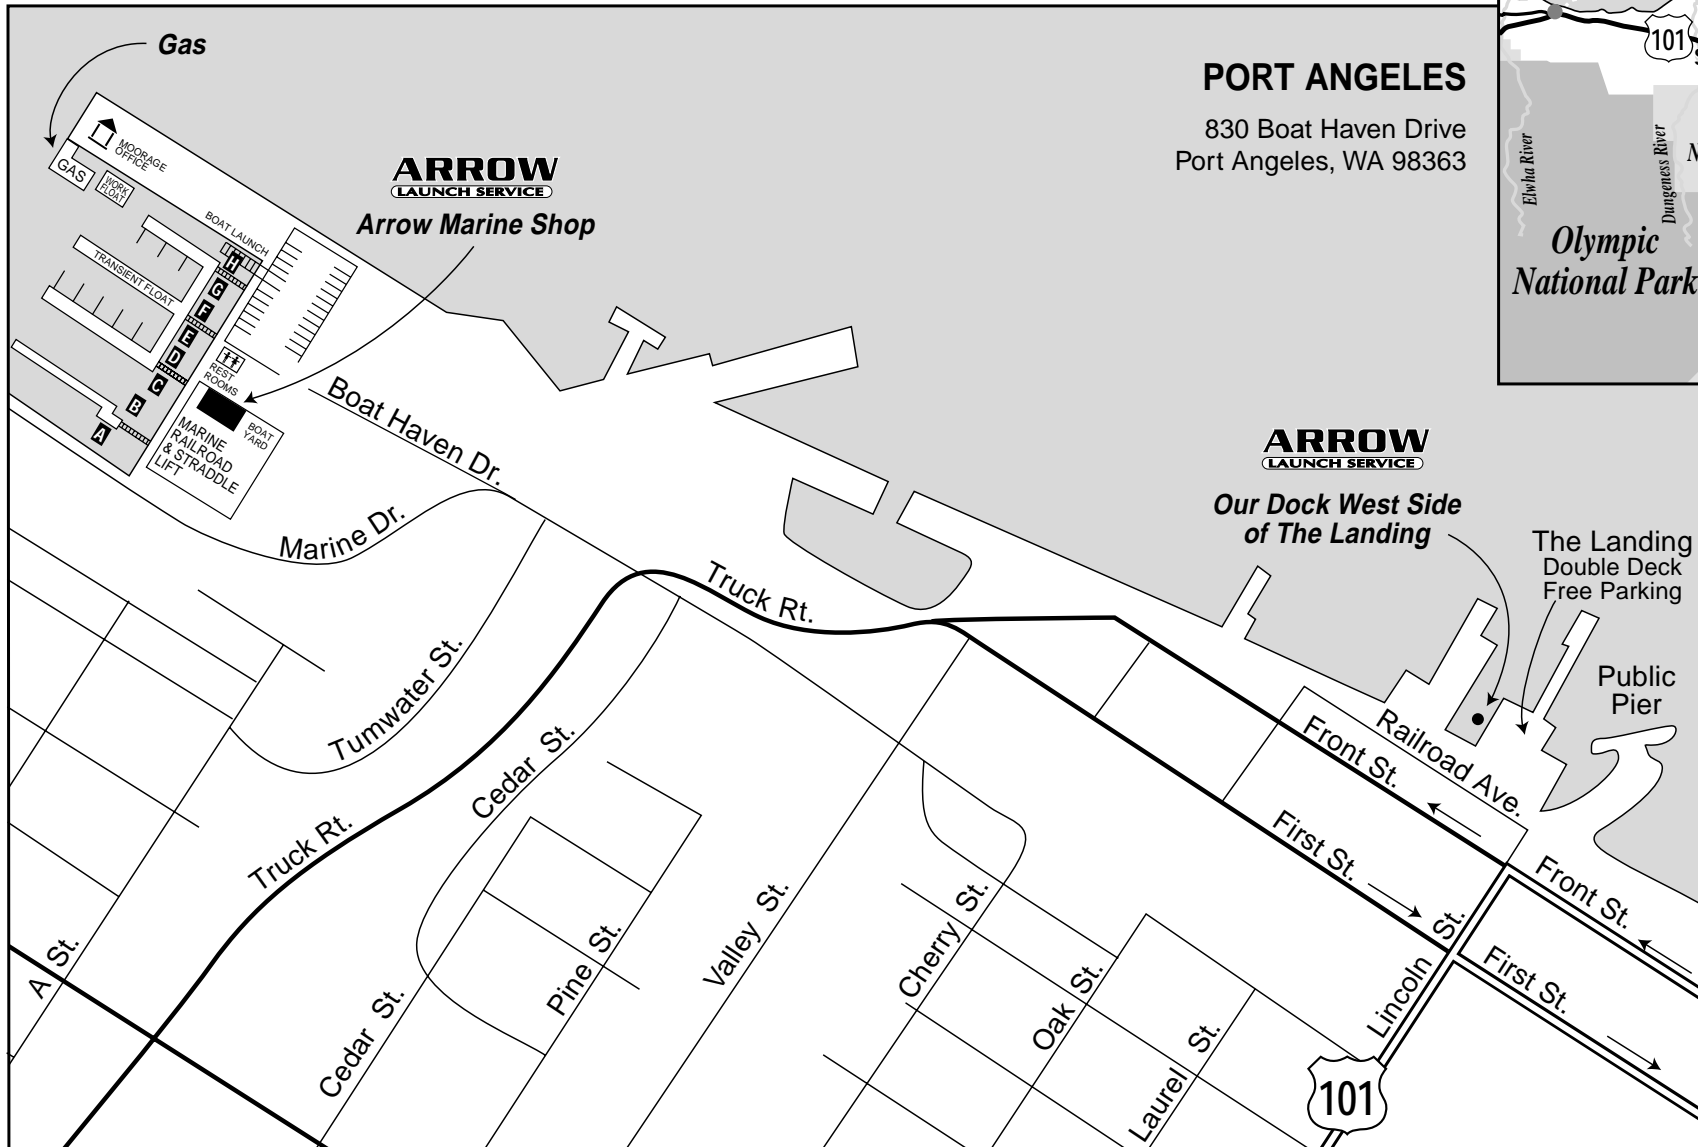 Gas
PORT ANGELES
830 Boat Haven Drive
Port Angeles, WA 98363
101
Elwha River
Dungeness River
Olympic
National Park
MOORAGE
OFFICE
GAS
WORK
FLOAT
ARROW
LAUNCH SERVICE
Arrow Marine Shop
BOAT LAUNCH
TRANSIENT FLOAT
H
G
F
E
D
C
B
A
REST
ROOMS
BOAT
YARD
MARINE
RAILROAD
& STRADDLE
LIFT
Boat Haven Dr.
Marine Dr.
ARROW
LAUNCH SERVICE
Our Dock West Side
of The Landing
The Landing
Double Deck
Free Parking
Public
Pier
Truck Rt.
Tumwater St.
Cedar St.
Truck Rt.
Railroad Ave.
Front St.
First St.
Front St.
First St.
A St.
Cedar St.
Pine St.
Valley St.
Cherry St.
Oak St.
Laurel St.
Lincoln St.
101